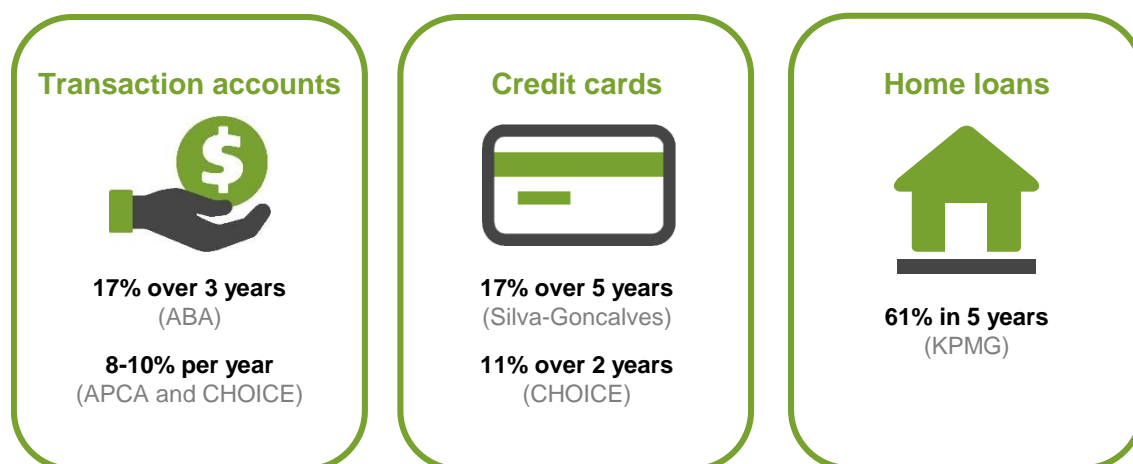 Transaction accounts
$
17% over 3 years
(ABA)
8-10% per year
(APCA and CHOICE)
Credit cards
17% over 5 years
(Silva-Goncalves)
11% over 2 years
(CHOICE)
Home loans
61% in 5 years
(KPMG)